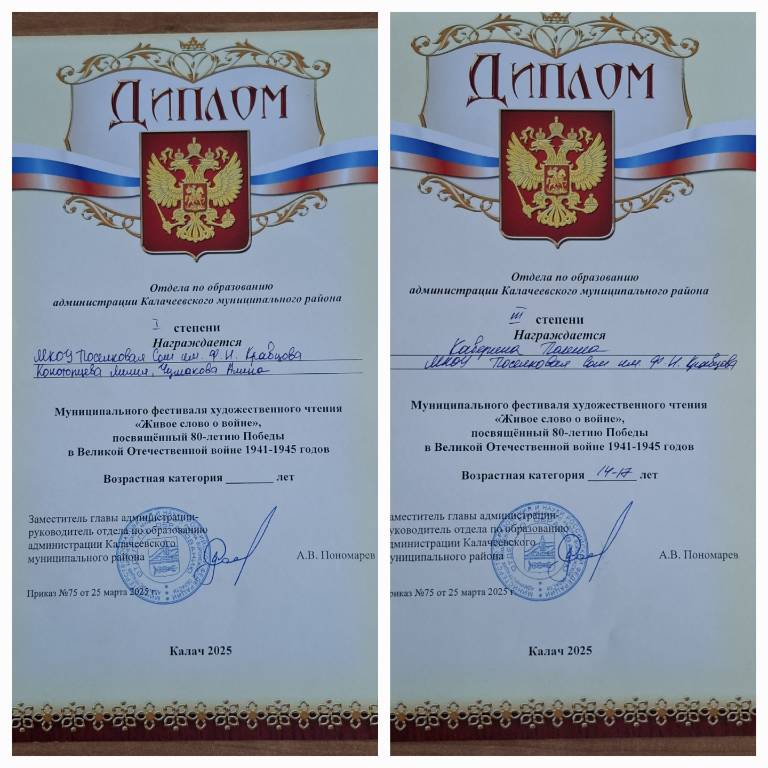 ДИПЛОМ
Отдела по образованию
администрации Калачеевского муниципального района
I степени
Награждается
МКОУ Поселковая Сош им. Ф. И. Кравцова
Конотопцева Лилия, Чумакова Алина
Муниципального фестиваля художественного чтения
«Живое слово о войне»,
посвящённый 80-летию Победы
в Великой Отечественной войне 1941-1945 годов
Возрастная категория ________ лет
Заместитель главы администрации-
руководитель отдела по образованию
администрации Калачеевского
муниципального района А.В. Пономарев
Приказ №75 от 25 марта 2025 г.
Калач 2025
ДИПЛОМ
Отдела по образованию
администрации Калачеевского муниципального района
III степени
Награждается
Полина
МКОУ Поселковая Сош им. Ф. И. Кравцова
Муниципального фестиваля художественного чтения
«Живое слово о войне»,
посвящённый 80-летию Победы
в Великой Отечественной войне 1941-1945 годов
Возрастная категория 14-17 лет
аместитель главы администрации-
руководитель отдела по образованию
администрации Калачеевского
муниципального района А.В. Пономарев
Приказ №75 от 25 марта 2025 г.
Калач 2025